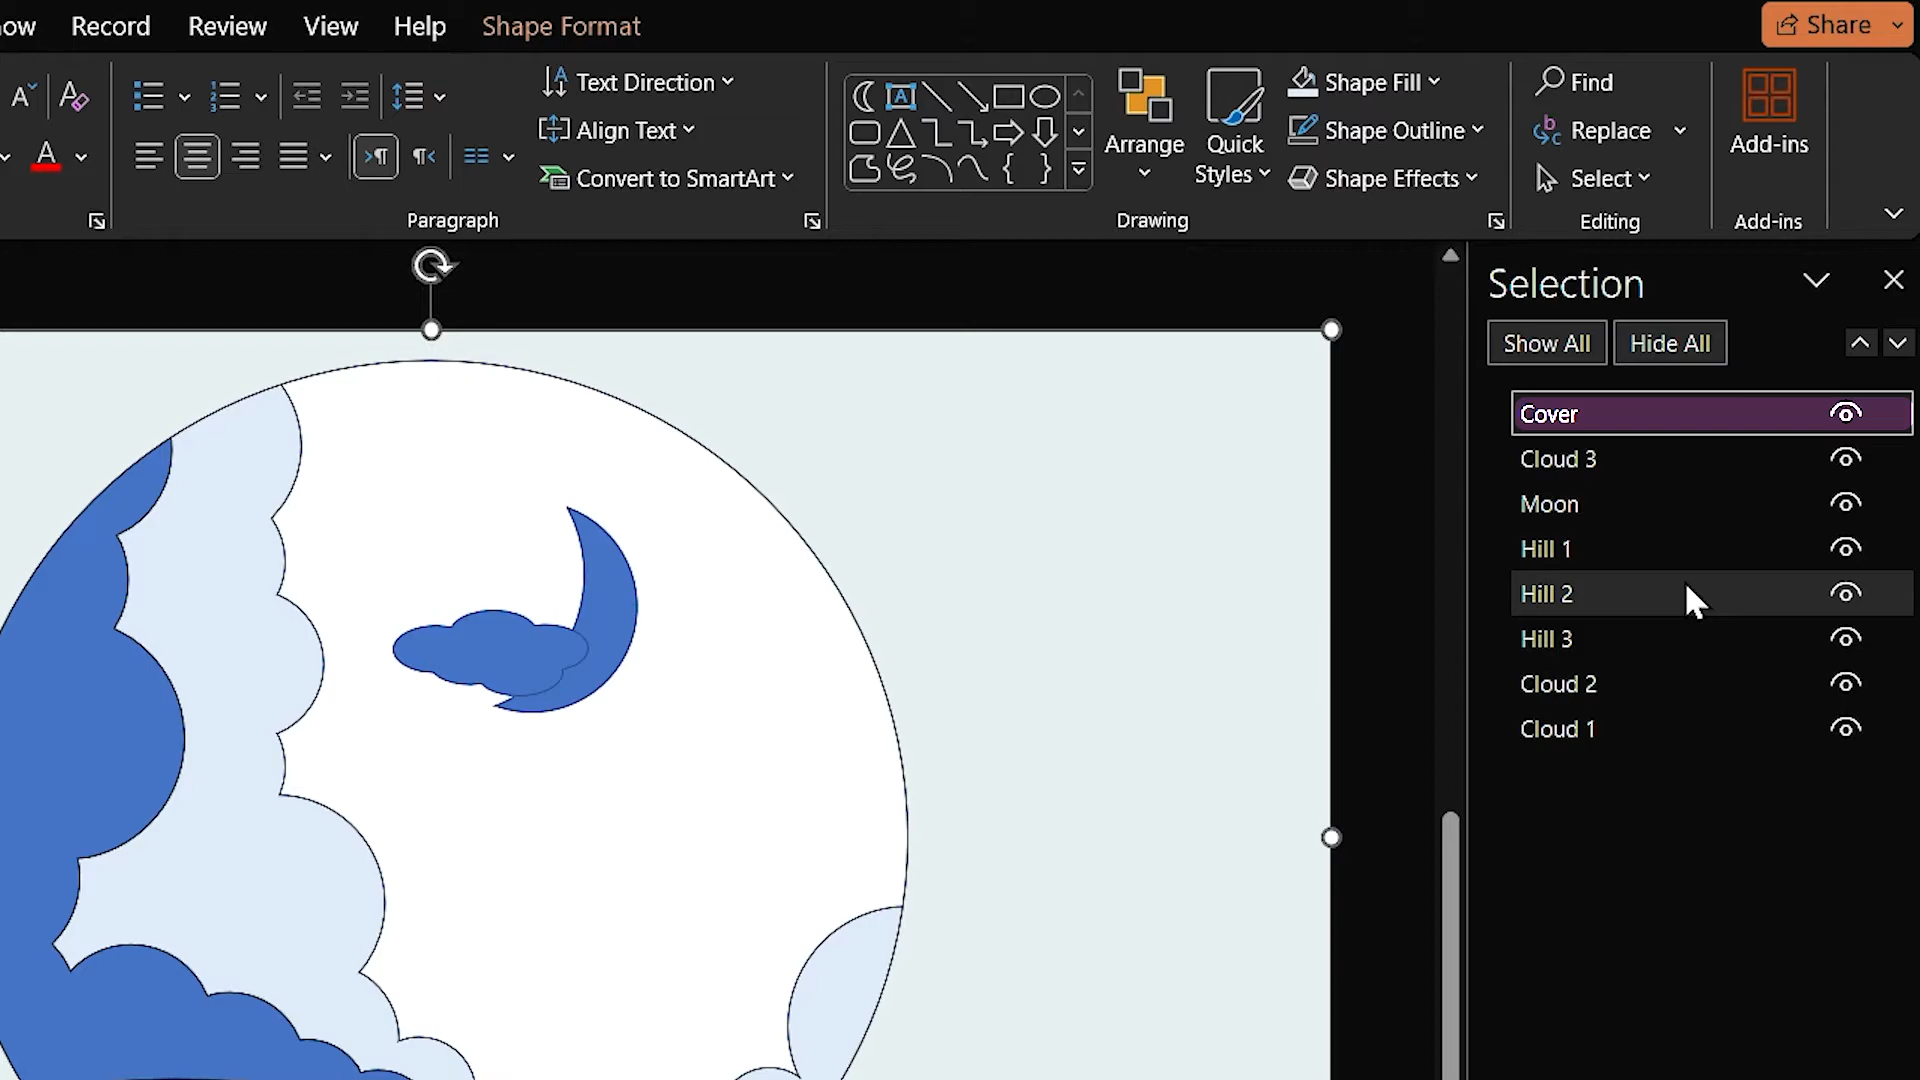 ow Record Review View Help Shape Format Share
Text Direction
Align Text
Convert to SmartArt
Paragraph
Arrange
Quick
Styles
Shape Fill
Shape Outline
Shape Effects
Drawing
Find
Replace
Select
Editing
Add-ins
Add-ins
Selection
Show All Hide All
Cover
Cloud 3
Moon
Hill 1
Hill 2
Hill 3
Cloud 2
Cloud 1